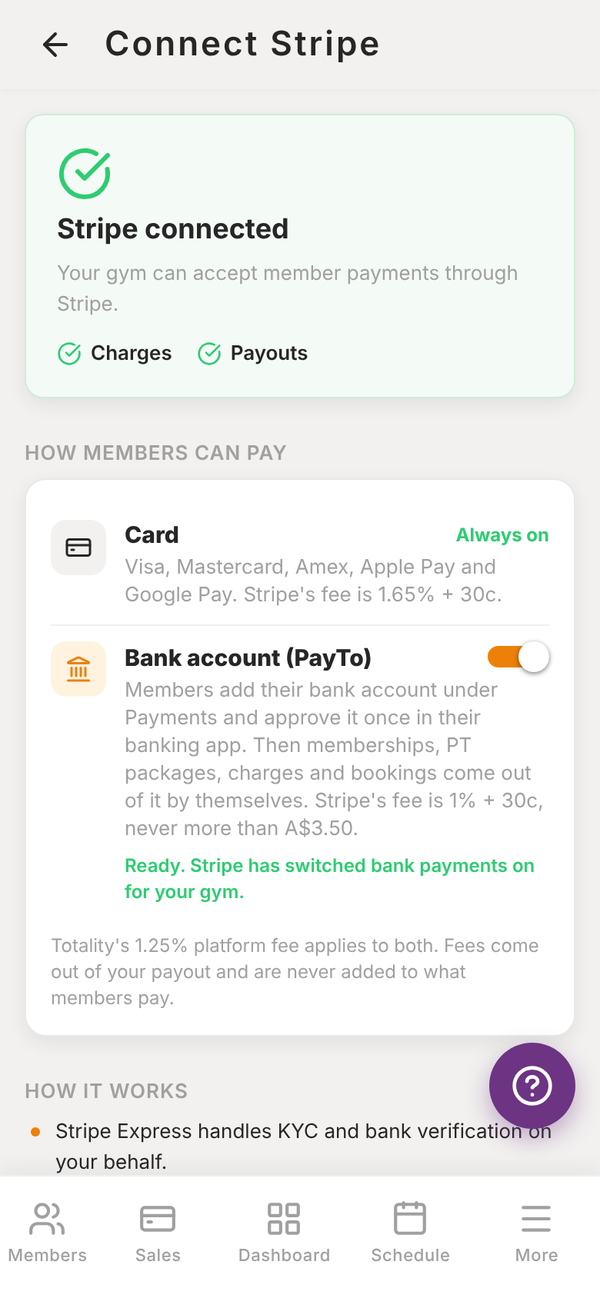 Connect Stripe
Stripe connected
Your gym can accept member payments through
Stripe.
Charges
Payouts
HOW MEMBERS CAN PAY
Card
Always on
Visa, Mastercard, Amex, Apple Pay and
Google Pay. Stripe's fee is 1.65% + 30c.
Bank account (PayTo)
Members add their bank account under
Payments and approve it once in their
banking app. Then memberships, PT
packages, charges and bookings come out
of it by themselves. Stripe's fee is 1% + 30c,
never more than A$3.50.
Ready. Stripe has switched bank payments on
for your gym.
Totality's 1.25% platform fee applies to both. Fees come
out of your payout and are never added to what
members pay.
HOW IT WORKS
Stripe Express handles KYC and bank verification on
your behalf.
Members
Sales
Dashboard
Schedule
More